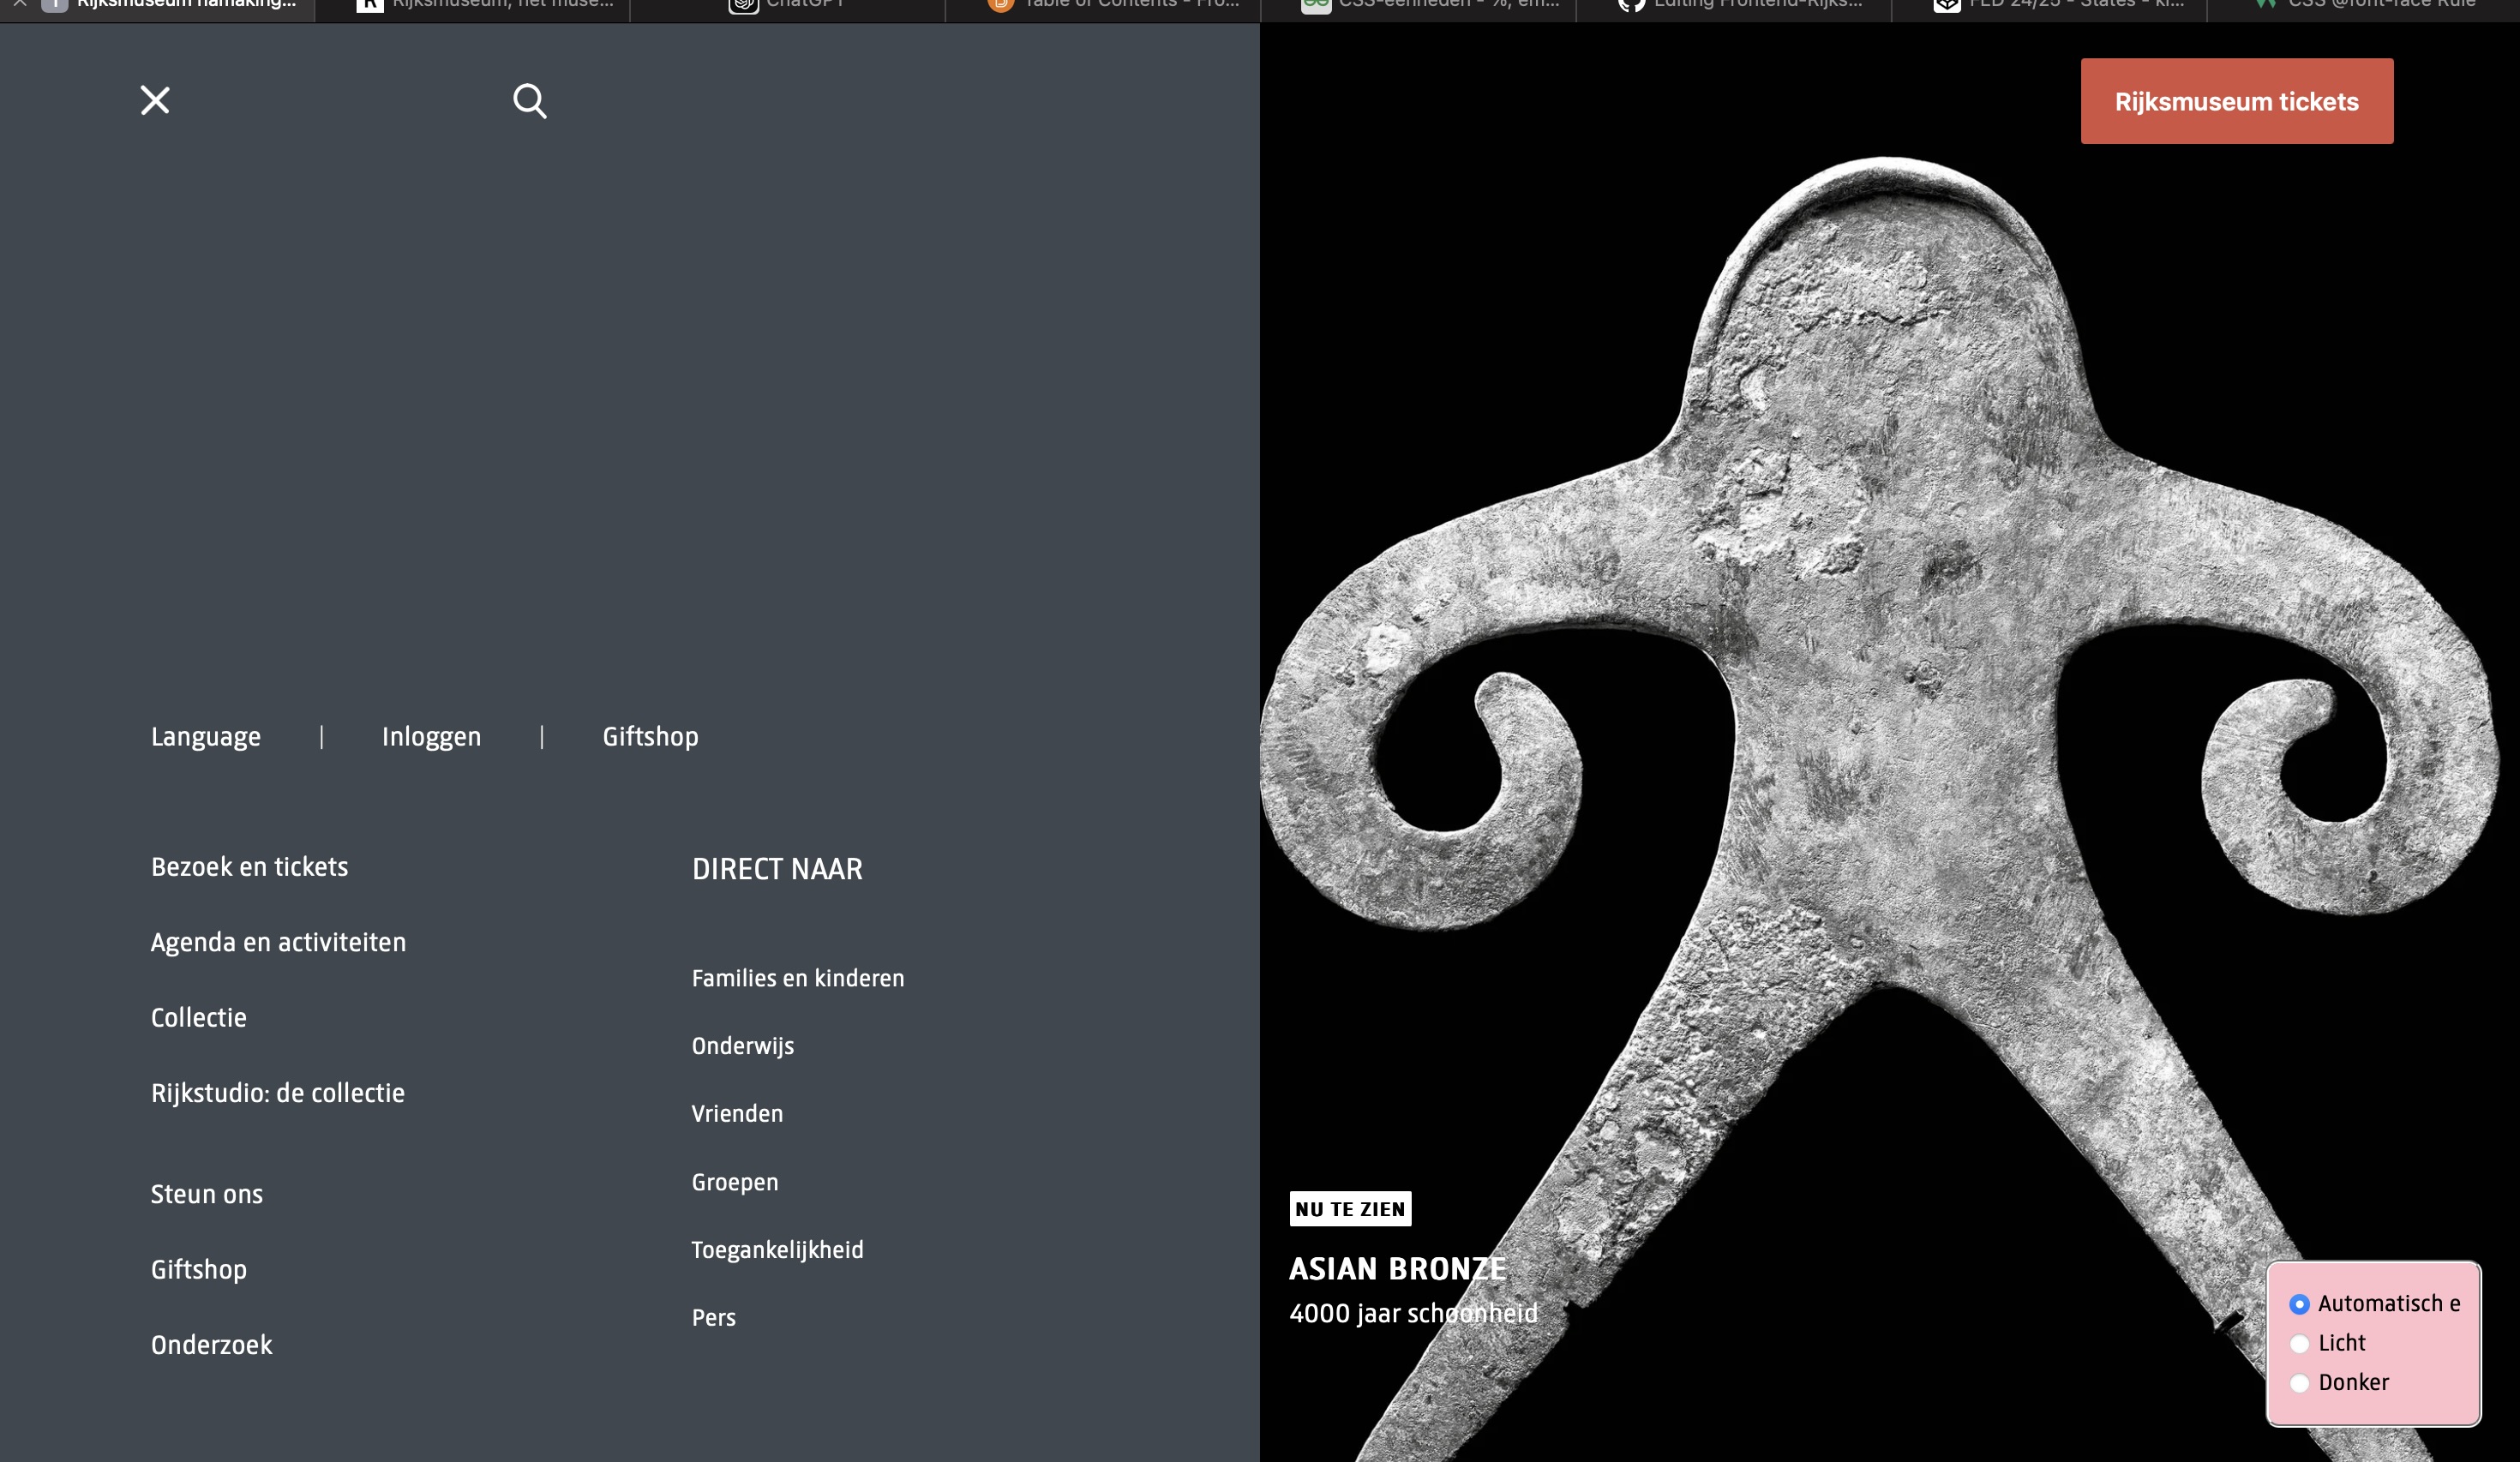 Rijksmuseum namaking...
Rijksmuseum, het muse...
ChatGPT
Table of Contents - Fro...
CSS-eenheden - %, em...
Editing Frontend-Rijks...
FED 24/25 - States - kl...
CSS @font-face Rule
Rijksmuseum tickets
Language | Inloggen | Giftshop
Bezoek en tickets
Agenda en activiteiten
Collectie
Rijkstudio: de collectie
Steun ons
Giftshop
Onderzoek
DIRECT NAAR
Families en kinderen
Onderwijs
Vrienden
Groepen
Toegankelijkheid
Pers
NU TE ZIEN
ASIAN BRONZE
4000 jaar schoonheid
Automatisch e
Licht
Donker